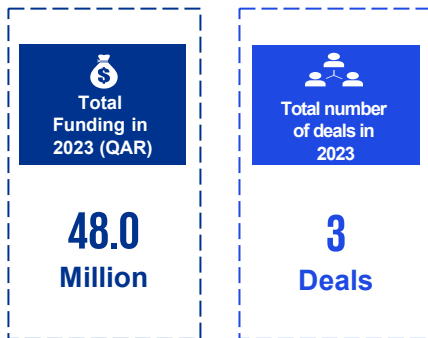 $
Total
Funding in
2023 (QAR)
48.0
Million
Total number
of deals in
2023
3
Deals